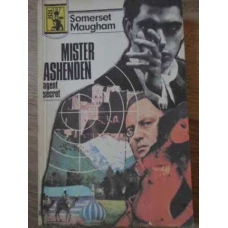 Somerset
Maugham
MISTER
ASHENDEN
agent
secret